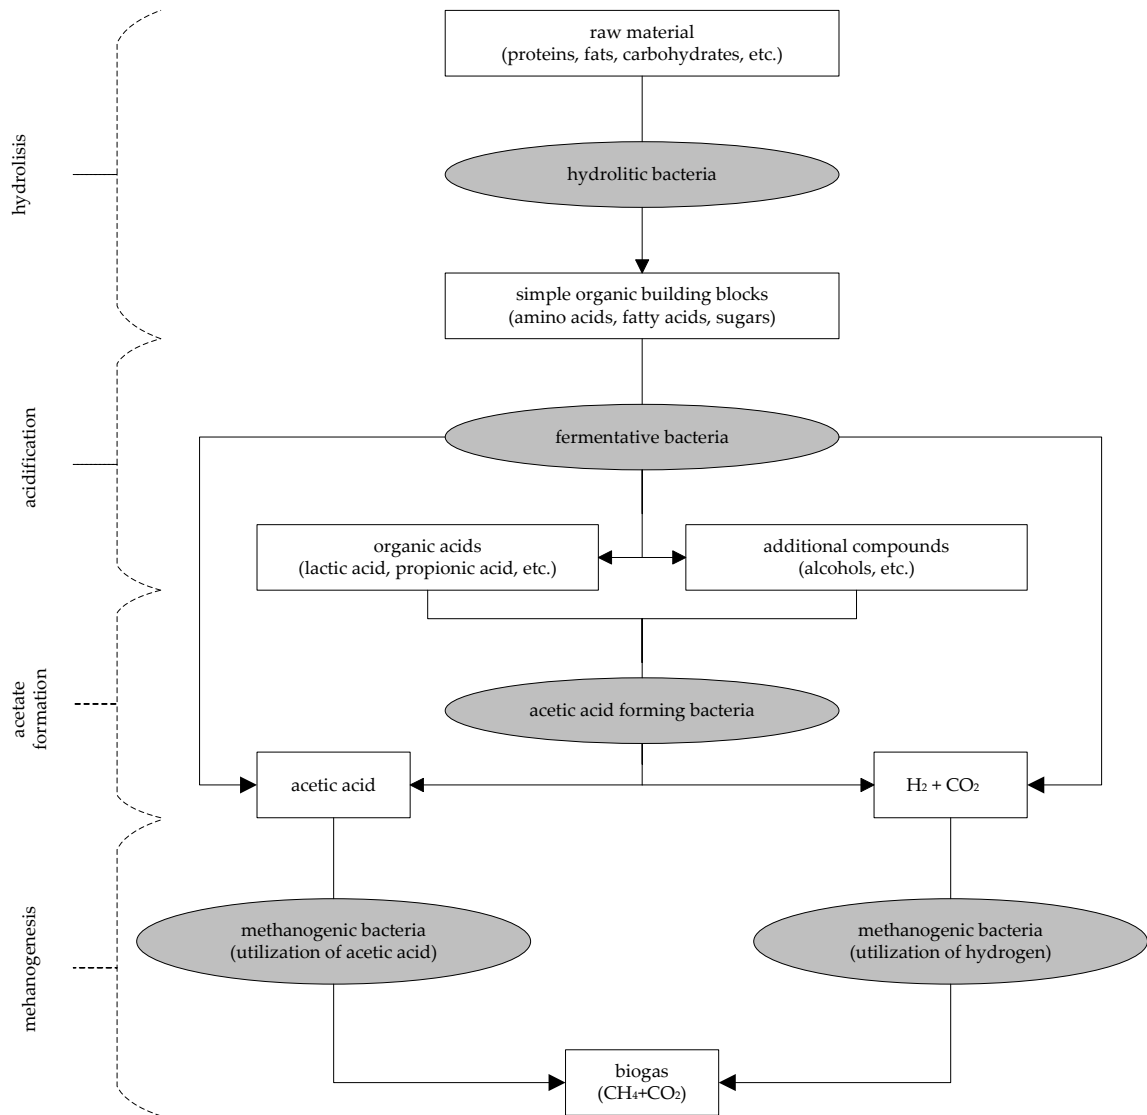 raw material
(proteins, fats, carbohydrates, etc.)
hydrolisis
hydrolitic bacteria
simple organic building blocks
(amino acids, fatty acids, sugars)
acidification
fermentative bacteria
organic acids
(lactic acid, propionic acid, etc.)
additional compounds
(alcohols, etc.)
acetate
formation
acetic acid forming bacteria
acetic acid
H₂ + CO₂
mehanogenesis
methanogenic bacteria
(utilization of acetic acid)
methanogenic bacteria
(utilization of hydrogen)
biogas
(CH₄+CO₂)